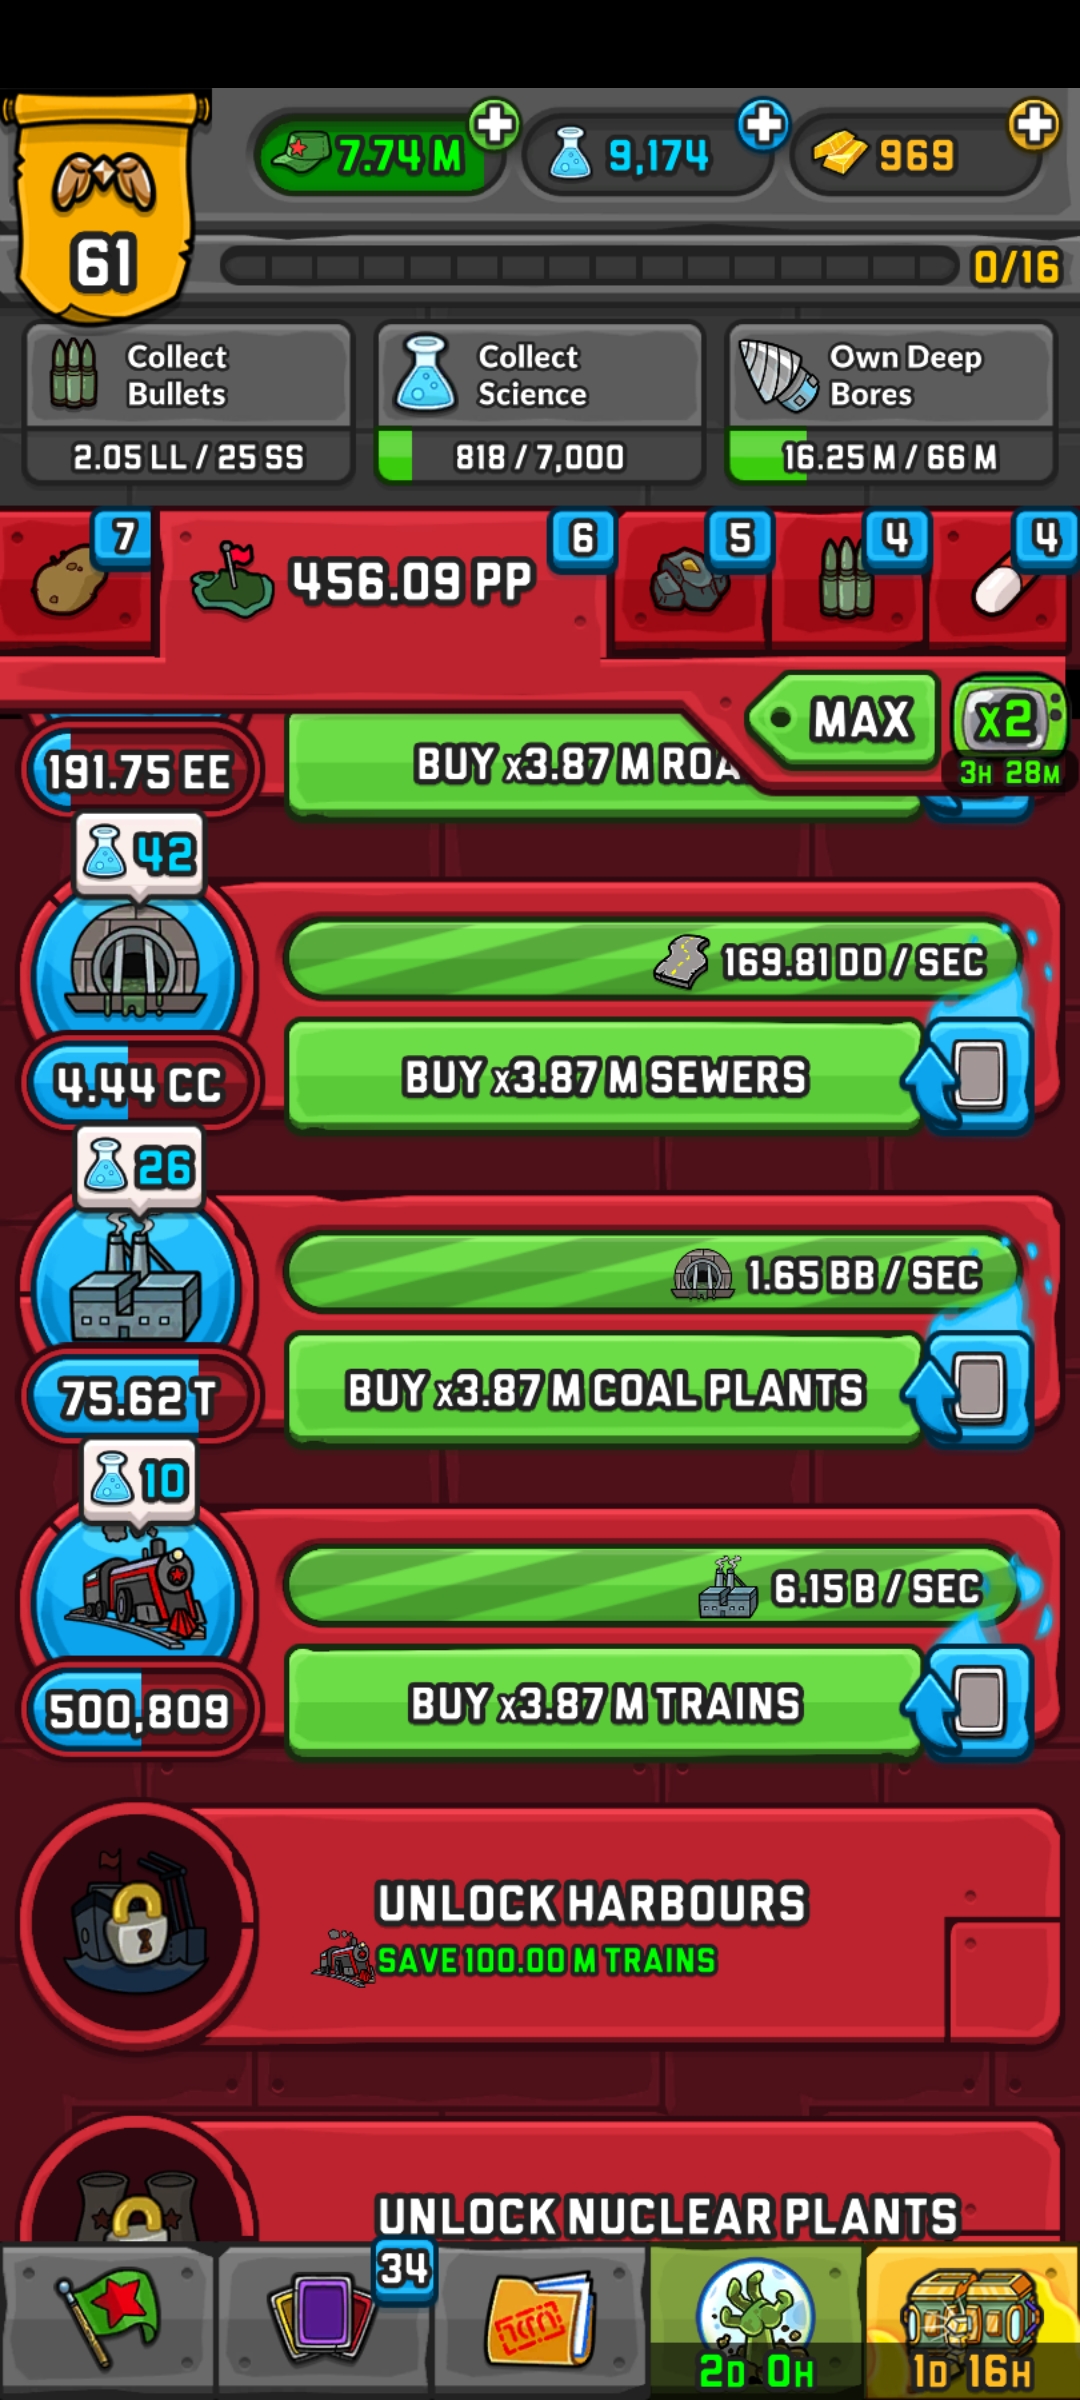 7.74 M
9,174
969
61
0/16
Collect
Bullets
Collect
Science
Own Deep
Bores
2.05 LL / 25 SS
818 / 7,000
16.25 M / 66 M
7
456.09 PP
6
5
4
4
MAX
x2
3H 28M
191.75 EE
BUY x3.87 M ROA
42
169.81 DD / SEC
4.44 CC
BUY x3.87 M SEWERS
26
1.65 BB / SEC
75.62 T
BUY x3.87 M COAL PLANTS
10
6.15 B / SEC
500,809
BUY x3.87 M TRAINS
UNLOCK HARBOURS
SAVE 100.00 M TRAINS
UNLOCK NUCLEAR PLANTS
34
2D 0H
1D 16H